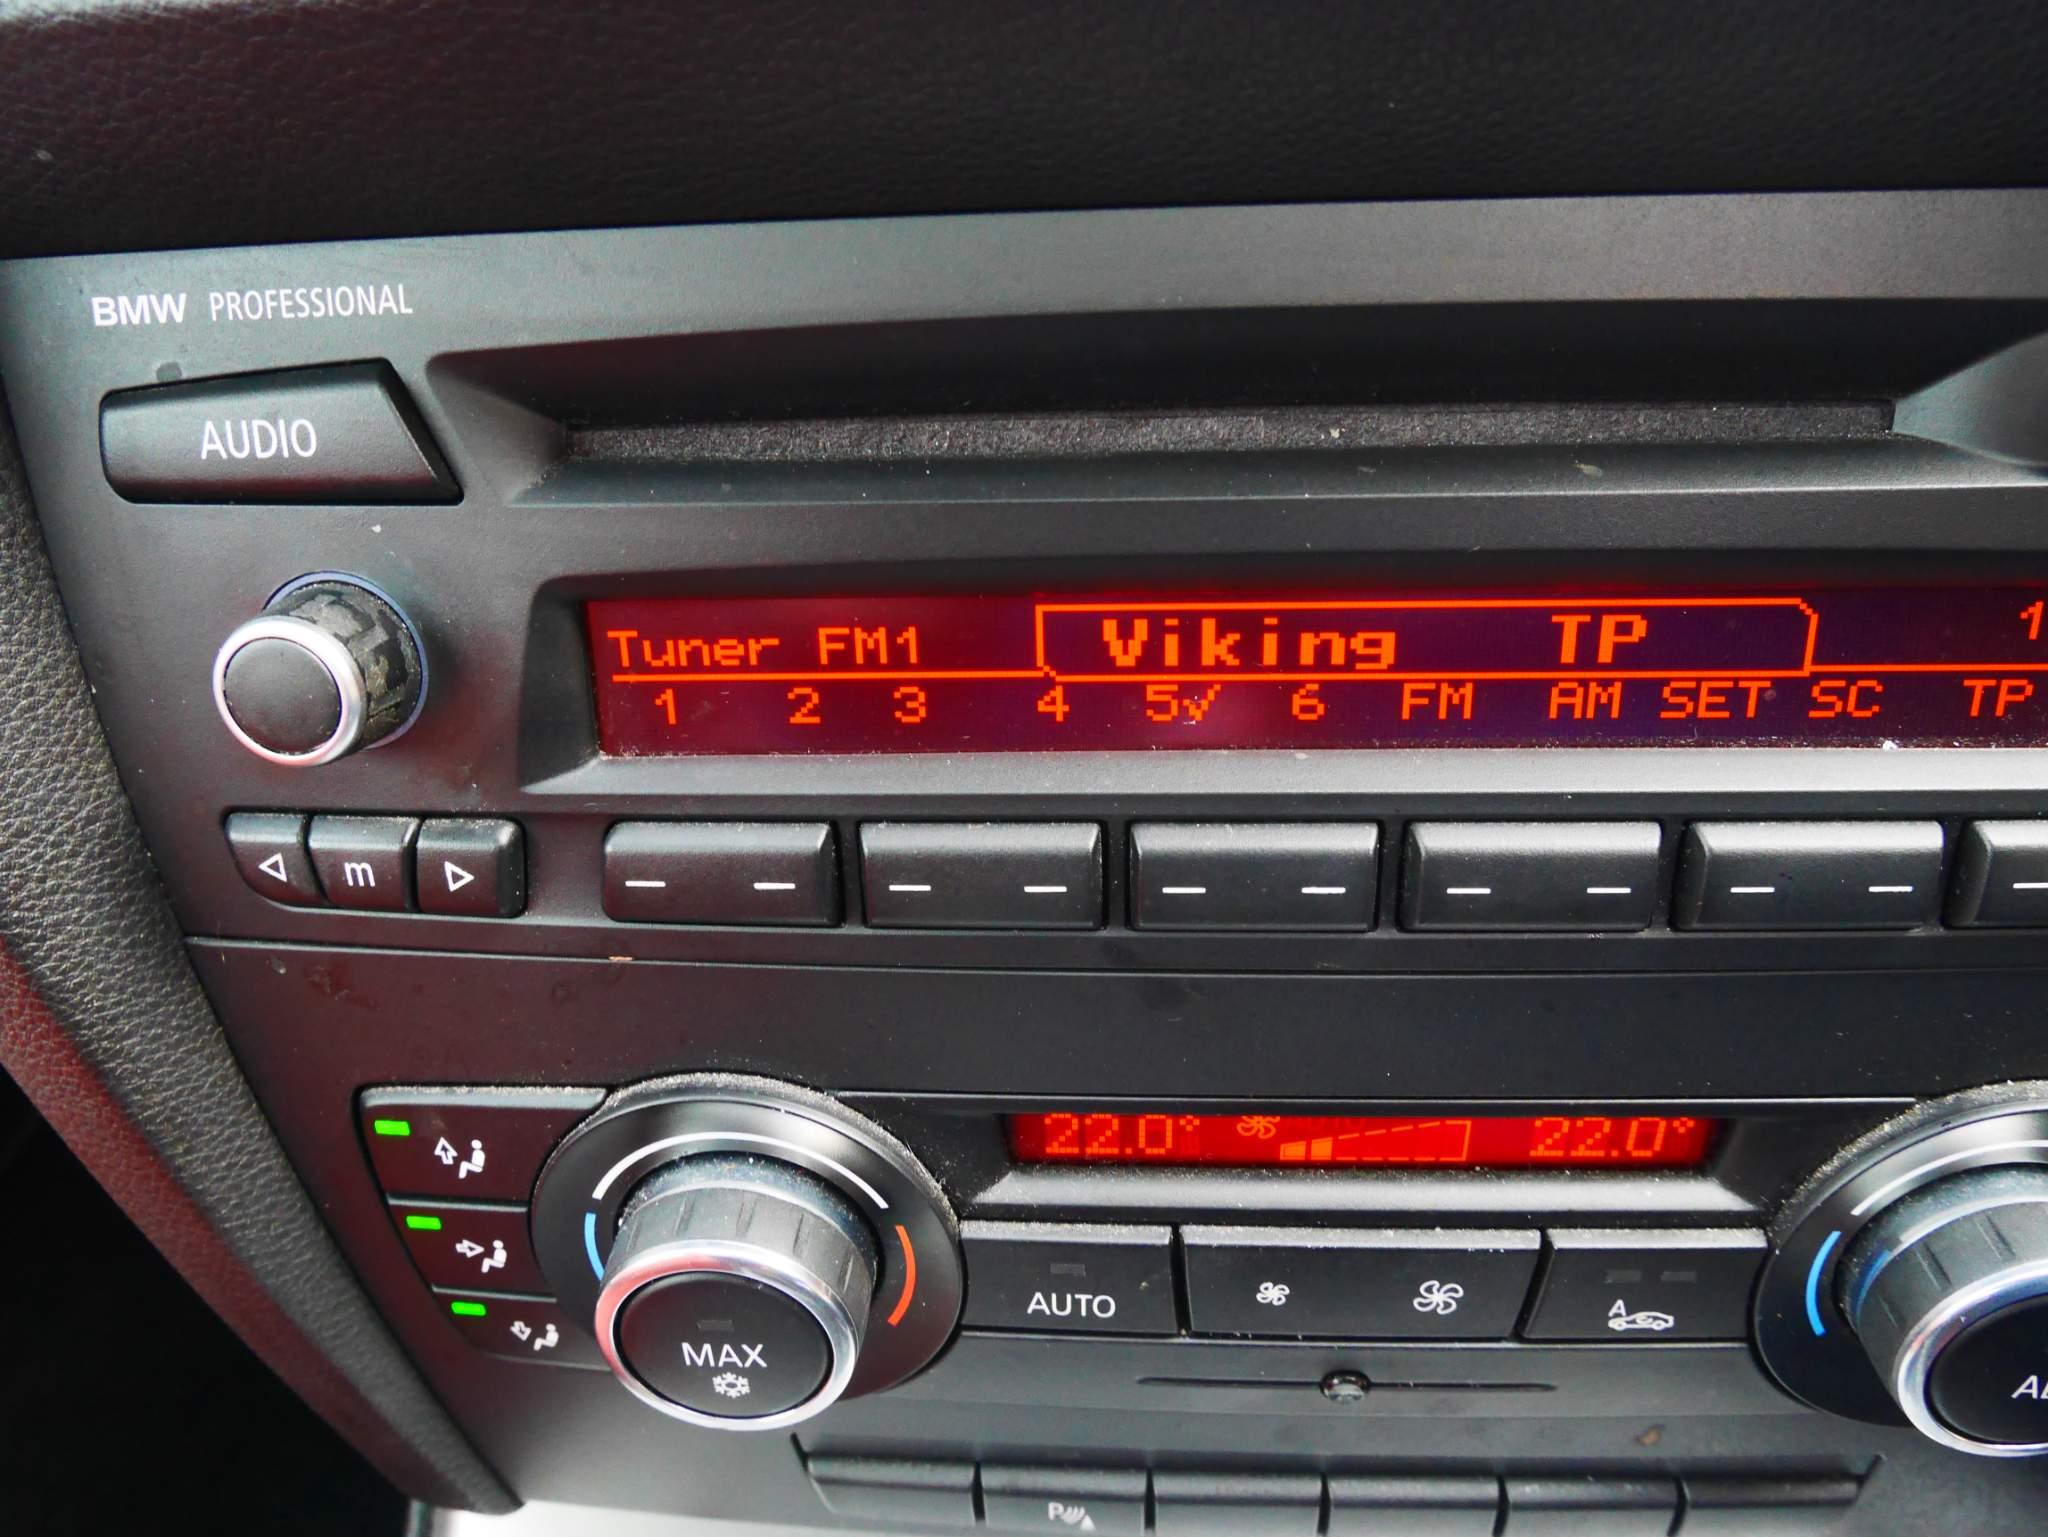 BMW PROFESSIONAL
AUDIO
Tuner FM1 Viking TP 1
1 2 3 4 5✓ 6 FM AM SET SC TP
m
22.0° 22.0°
AUTO
A
MAX
P